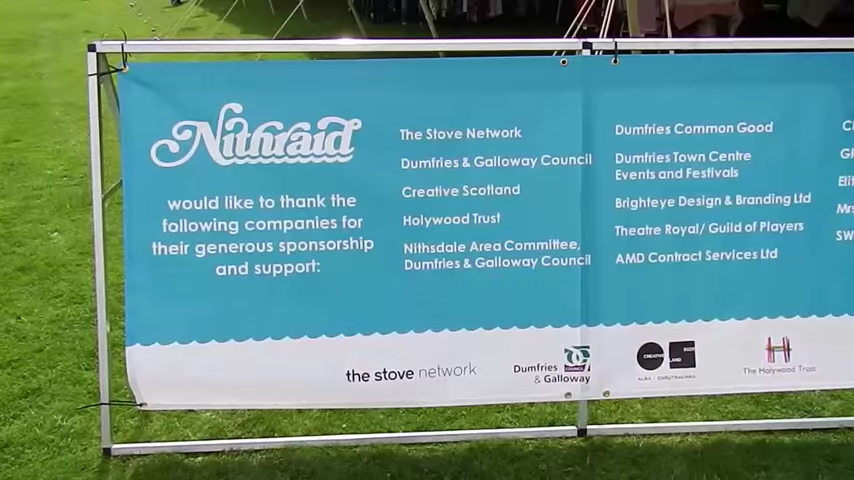 Nithraid
would like to thank the
following companies for
their generous sponsorship
and support:
The Stove Network
Dumfries & Galloway Council
Creative Scotland
Holywood Trust
Nithsdale Area Committee,
Dumfries & Galloway Council
Dumfries Common Good
Dumfries Town Centre
Events and Festivals
Brighteye Design & Branding Ltd
Theatre Royal/ Guild of Players
AMD Contract Services Ltd
the stove network
Dumfries
& Galloway
COUNCIL
CREATIVE
The Holywood Trust